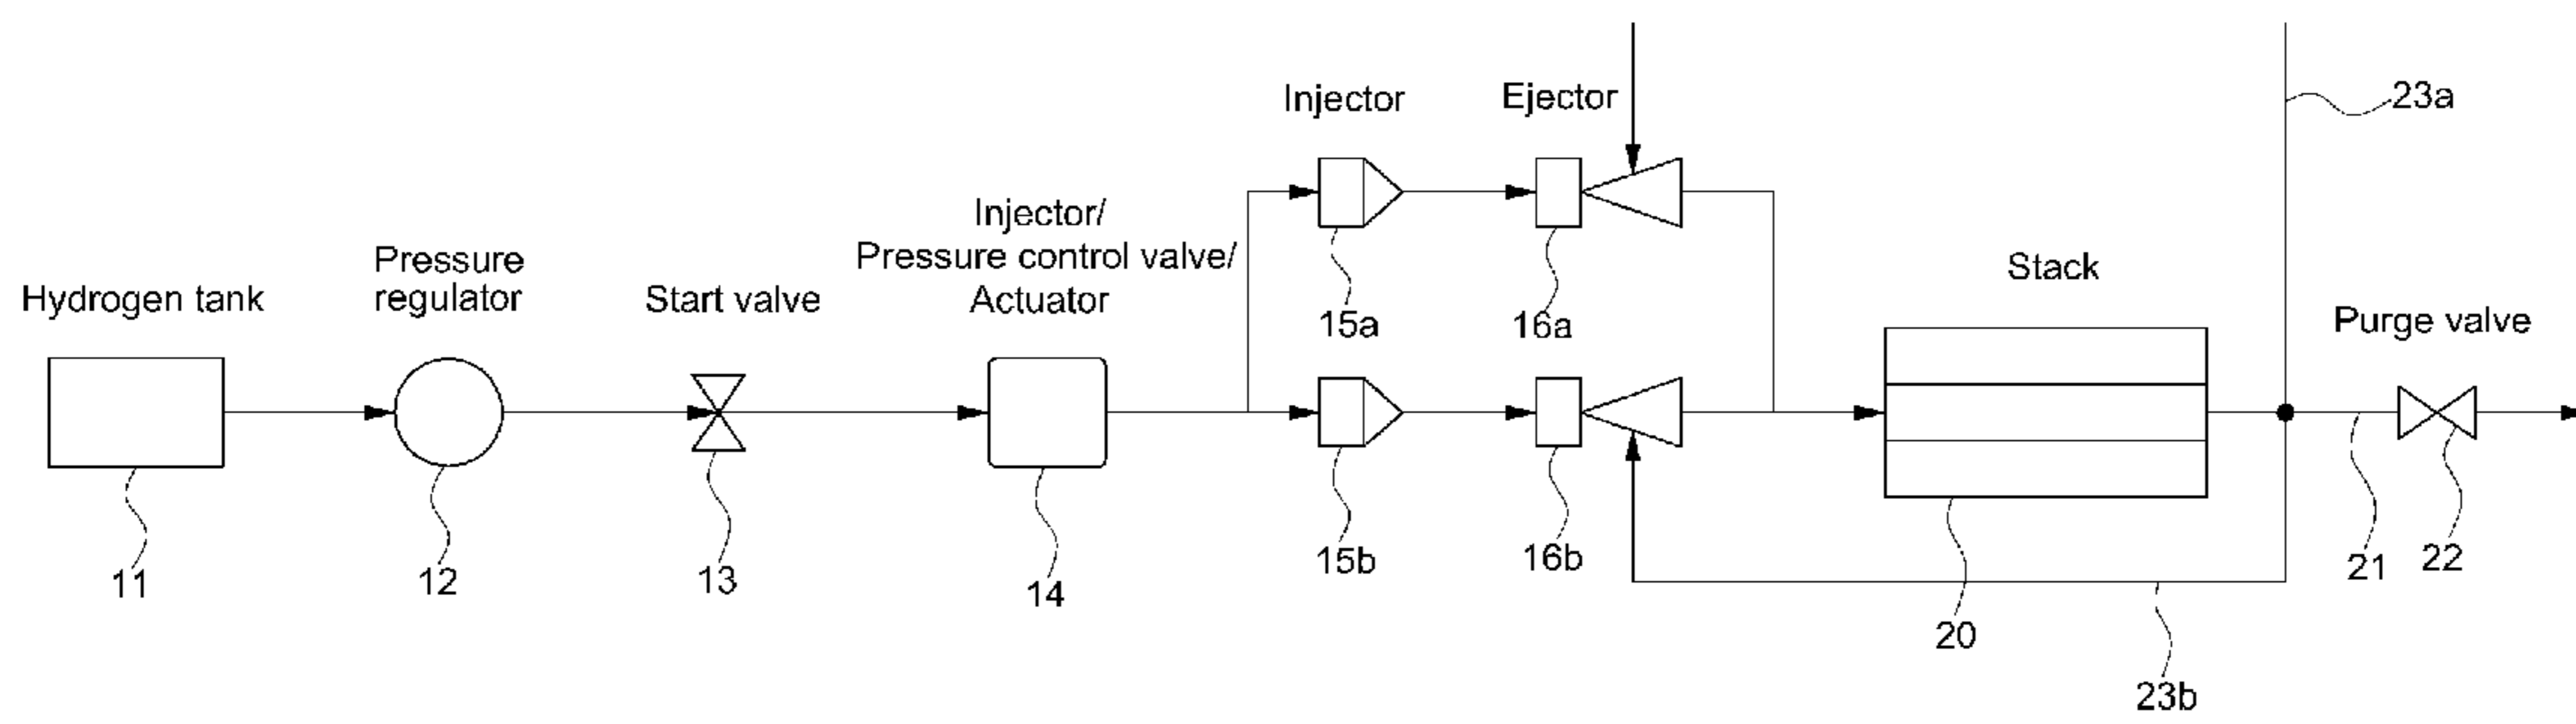 Hydrogen tank
Pressure
regulator
Start valve
Injector/
Pressure control valve/
Actuator
Injector
Ejector
Stack
Purge valve
11
12
13
14
15a
15b
16a
16b
20
21
22
23a
23b